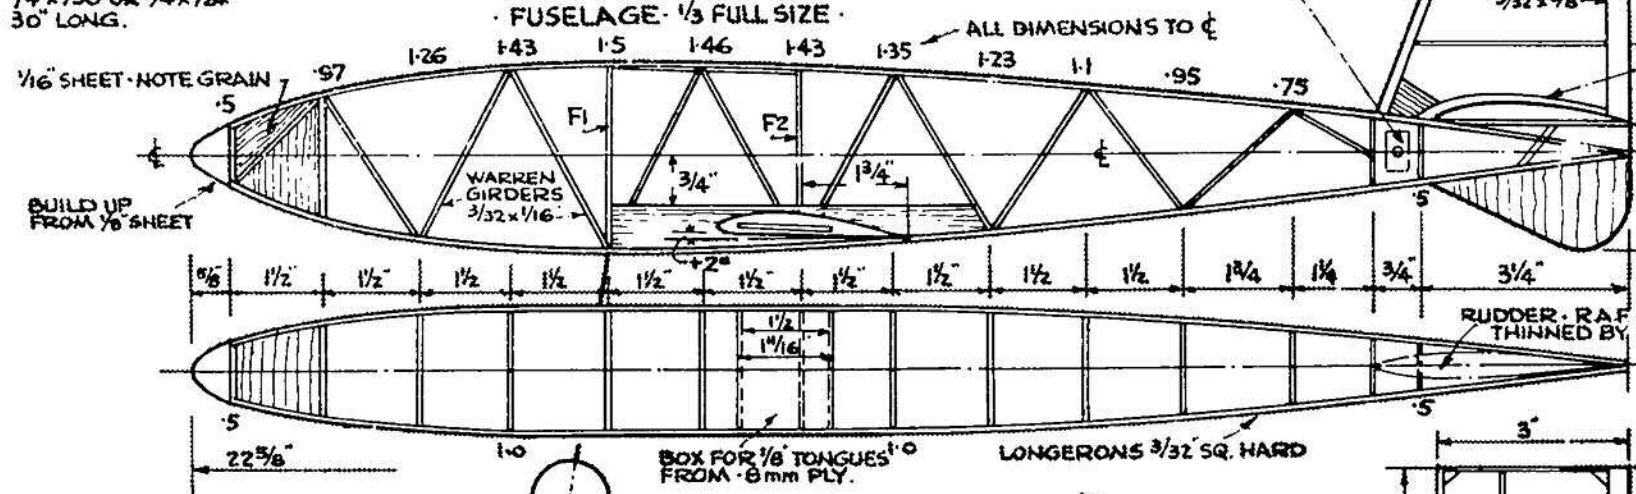 30" LONG.
· FUSELAGE · 1/3 FULL SIZE ·
ALL DIMENSIONS TO ℄
1/16" SHEET · NOTE GRAIN
.5
.97
1.26
1.43
1.5
1.46
1.43
1.35
1.23
1.1
.95
.75
F1
F2
℄
℄
WARREN
GIRDERS
3/32 x 1/16"
3/4"
1 3/4"
BUILD UP
FROM 1/8" SHEET
+2°
.5
5/8"
1 1/2"
1 1/2"
1 1/2
1 1/2
1 1/2"
1 1/2"
1 1/2"
1 1/2"
1 1/2
1 1/2
1 3/4
1 1/4
3/4"
3 1/4"
RUDDER · RAF
THINNED BY
1 1/2
1 11/16
.5
.5
1.0
1.0
22 5/8"
BOX FOR 1/8" TONGUES
FROM .8mm PLY.
LONGERONS 3/32" SQ. HARD
3"